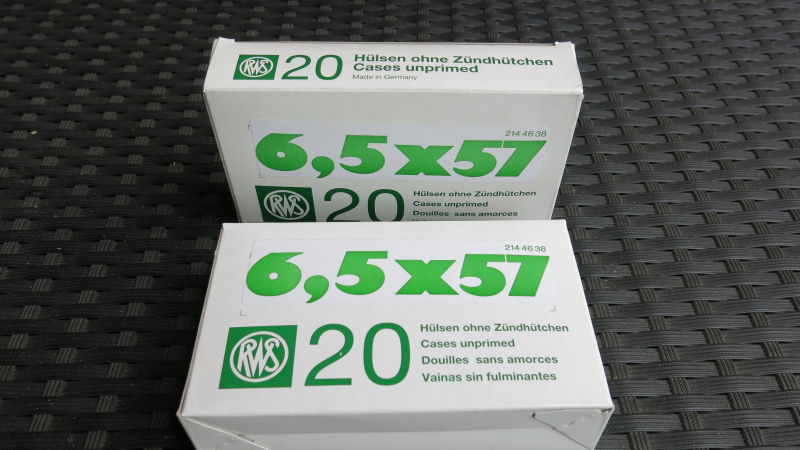 RWS 20 Hülsen ohne Zündhütchen
Cases unprimed
Made in Germany
214 46 38
6,5x57
RWS 20 Hülsen ohne Zündhütchen
Cases unprimed
Douilles sans amorces
214 46 38
6,5x57
RWS 20 Hülsen ohne Zündhütchen
Cases unprimed
Douilles sans amorces
Vainas sin fulminantes